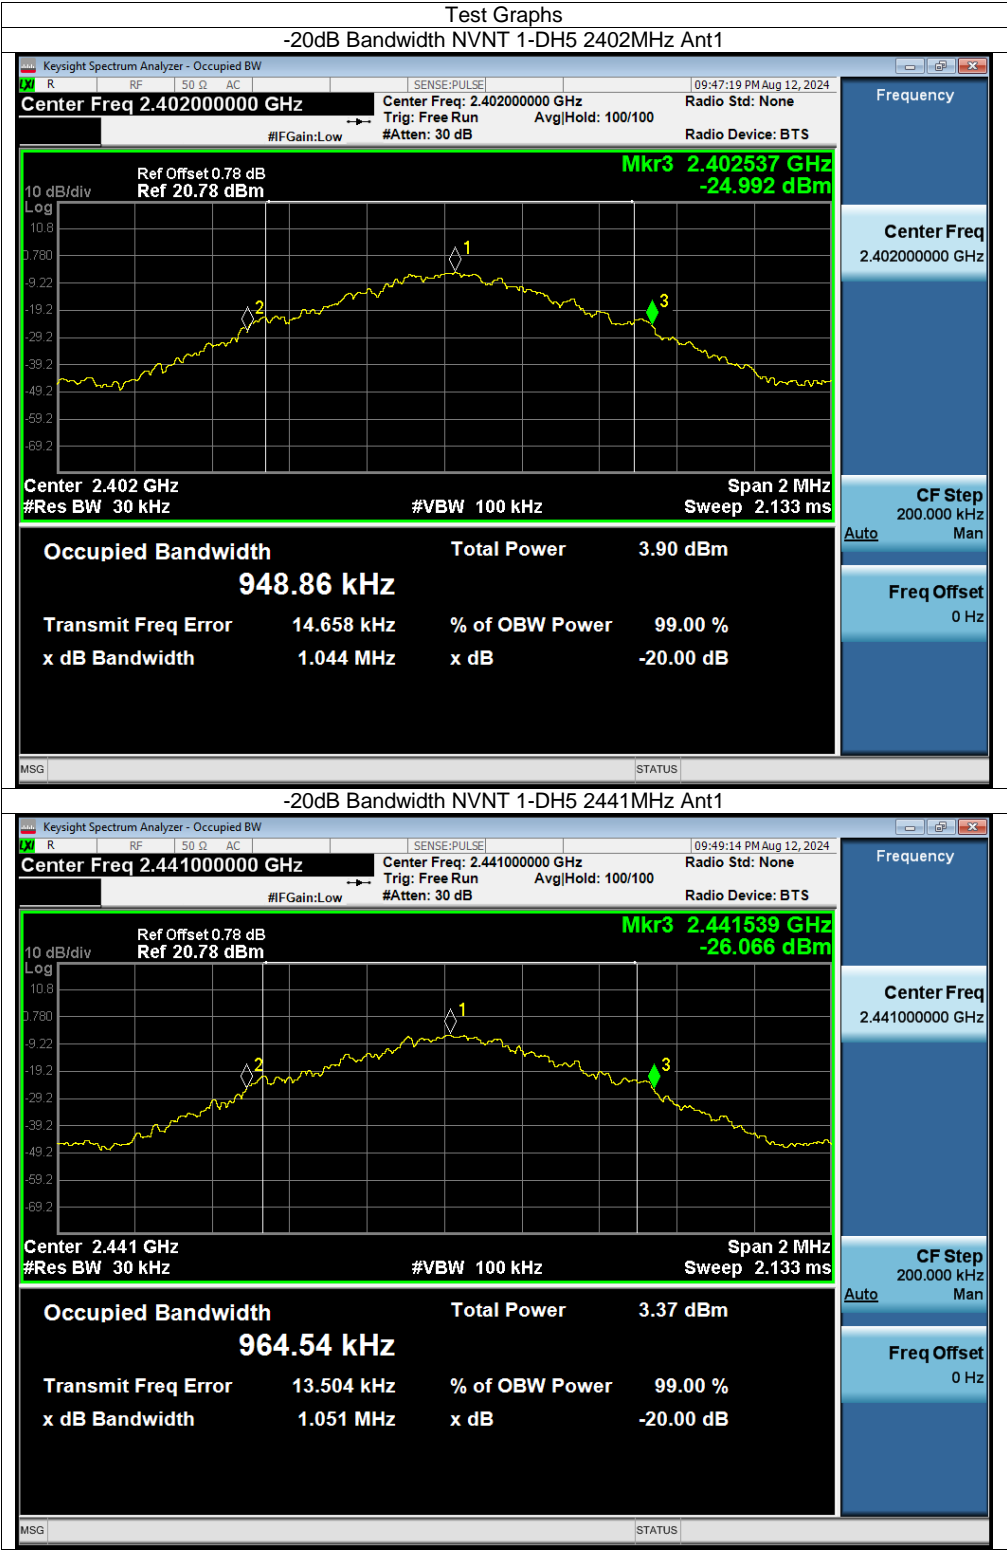 Test Graphs
-20dB Bandwidth NVNT 1-DH5 2402MHz Ant1
Keysight Spectrum Analyzer - Occupied BW
LXI R RF 50 Ω AC SENSE:PULSE 09:47:19 PM Aug 12, 2024
Center Freq 2.402000000 GHz Center Freq: 2.402000000 GHz Radio Std: None
Trig: Free Run Avg|Hold: 100/100
#IFGain:Low #Atten: 30 dB Radio Device: BTS
Frequency
Mkr3 2.402537 GHz
-24.992 dBm
Ref Offset 0.78 dB
10 dB/div Ref 20.78 dBm
Log
10.8
0.780
-9.22
-19.2
-29.2
-39.2
-49.2
-59.2
-69.2
1
2
3
Center 2.402 GHz Span 2 MHz
#Res BW 30 kHz #VBW 100 kHz Sweep 2.133 ms
Center Freq
2.402000000 GHz
CF Step
200.000 kHz
Auto Man
Freq Offset
0 Hz
Occupied Bandwidth Total Power 3.90 dBm
948.86 kHz
Transmit Freq Error 14.658 kHz % of OBW Power 99.00 %
x dB Bandwidth 1.044 MHz x dB -20.00 dB
MSG STATUS
-20dB Bandwidth NVNT 1-DH5 2441MHz Ant1
Keysight Spectrum Analyzer - Occupied BW
LXI R RF 50 Ω AC SENSE:PULSE 09:49:14 PM Aug 12, 2024
Center Freq 2.441000000 GHz Center Freq: 2.441000000 GHz Radio Std: None
Trig: Free Run Avg|Hold: 100/100
#IFGain:Low #Atten: 30 dB Radio Device: BTS
Frequency
Mkr3 2.441539 GHz
-26.066 dBm
Ref Offset 0.78 dB
10 dB/div Ref 20.78 dBm
Log
10.8
0.780
-9.22
-19.2
-29.2
-39.2
-49.2
-59.2
-69.2
1
2
3
Center 2.441 GHz Span 2 MHz
#Res BW 30 kHz #VBW 100 kHz Sweep 2.133 ms
Center Freq
2.441000000 GHz
CF Step
200.000 kHz
Auto Man
Freq Offset
0 Hz
Occupied Bandwidth Total Power 3.37 dBm
964.54 kHz
Transmit Freq Error 13.504 kHz % of OBW Power 99.00 %
x dB Bandwidth 1.051 MHz x dB -20.00 dB
MSG STATUS